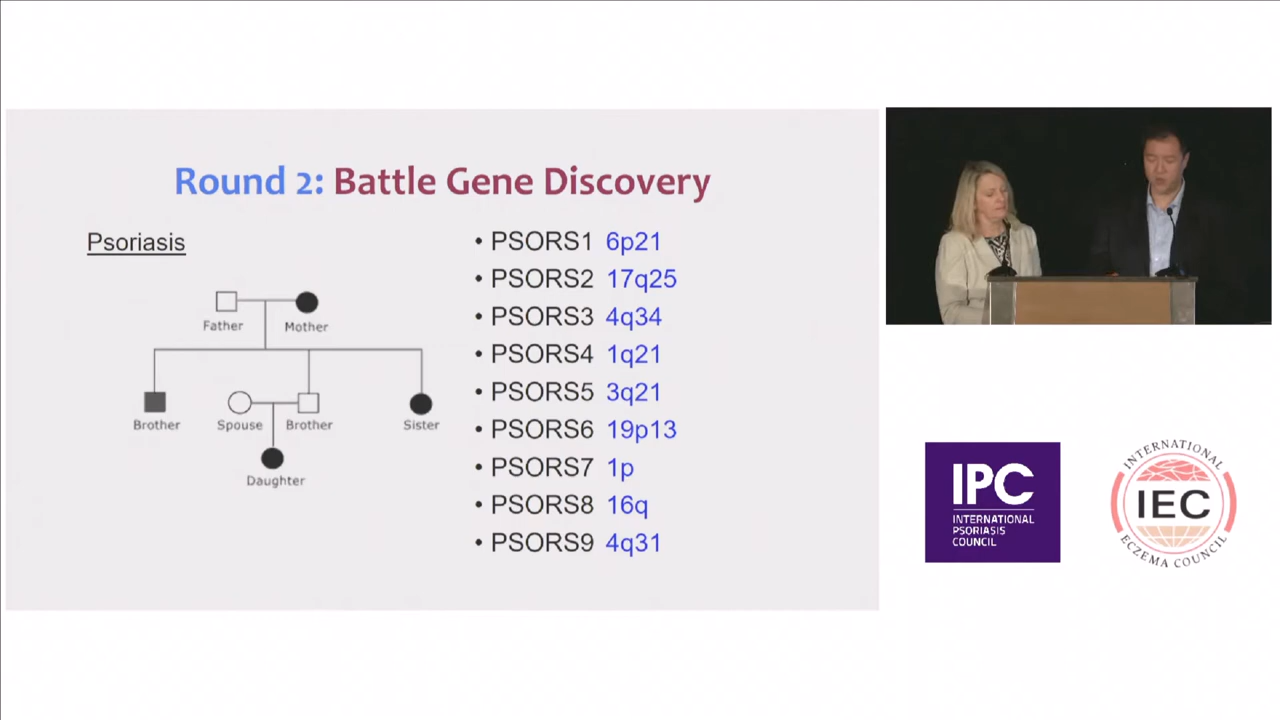 Round 2: Battle Gene Discovery
Psoriasis
Father
Mother
Brother
Spouse
Brother
Sister
Daughter
• PSORS1 6p21
• PSORS2 17q25
• PSORS3 4q34
• PSORS4 1q21
• PSORS5 3q21
• PSORS6 19p13
• PSORS7 1p
• PSORS8 16q
• PSORS9 4q31
IPC
INTERNATIONAL
PSORIASIS
COUNCIL
INTERNATIONAL
IEC
ECZEMA COUNCIL